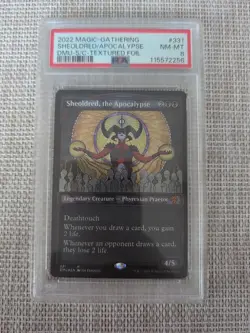 2022 MAGIC-GATHERING #331
SHEOLDRED/APOCALYPSE NM-MT
DMU-S/C-TEXTURED FOIL 8
PSA 115572256
Sheoldred, the Apocalypse
Legendary Creature — Phyrexian Praetor
Deathtouch
Whenever you draw a card, you gain
2 life.
Whenever an opponent draws a card,
they lose 2 life.
4/5